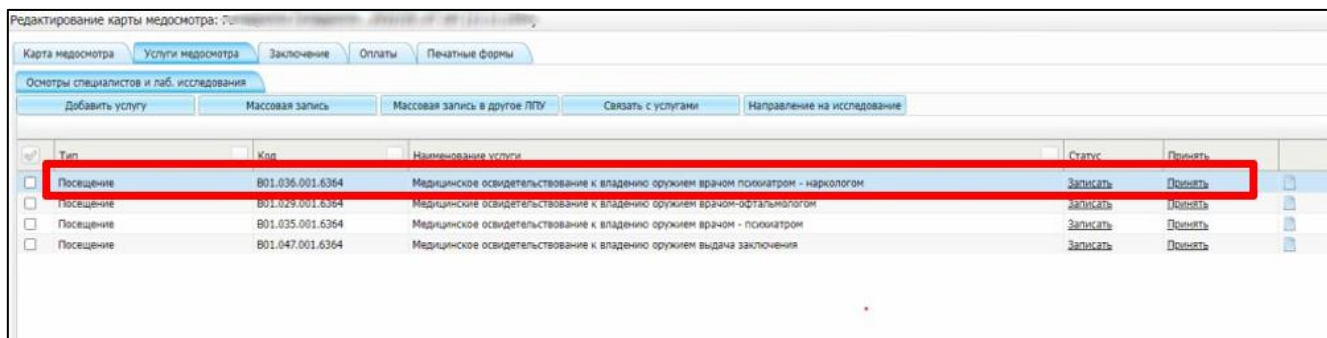 Редактирование карты медосмотра:
Карта медосмотра Услуги медосмотра Заключение Оплаты Печатные формы
Осмотры специалистов и лаб. исследования
Добавить услугу Массовая запись Массовая запись в другое ЛПУ Связать с услугами Направление на исследование
Тип Код Наименование услуги Статус Принять
Посещение B01.036.001.6364 Медицинское освидетельствование к владению оружием врачом психиатром - наркологом Записать Принять
Посещение B01.029.001.6364 Медицинское освидетельствование к владению оружием врачом-офтальмологом Записать Принять
Посещение B01.035.001.6364 Медицинское освидетельствование к владению оружием врачом - психиатром Записать Принять
Посещение B01.047.001.6364 Медицинское освидетельствование к владению оружием выдача заключения Записать Принять